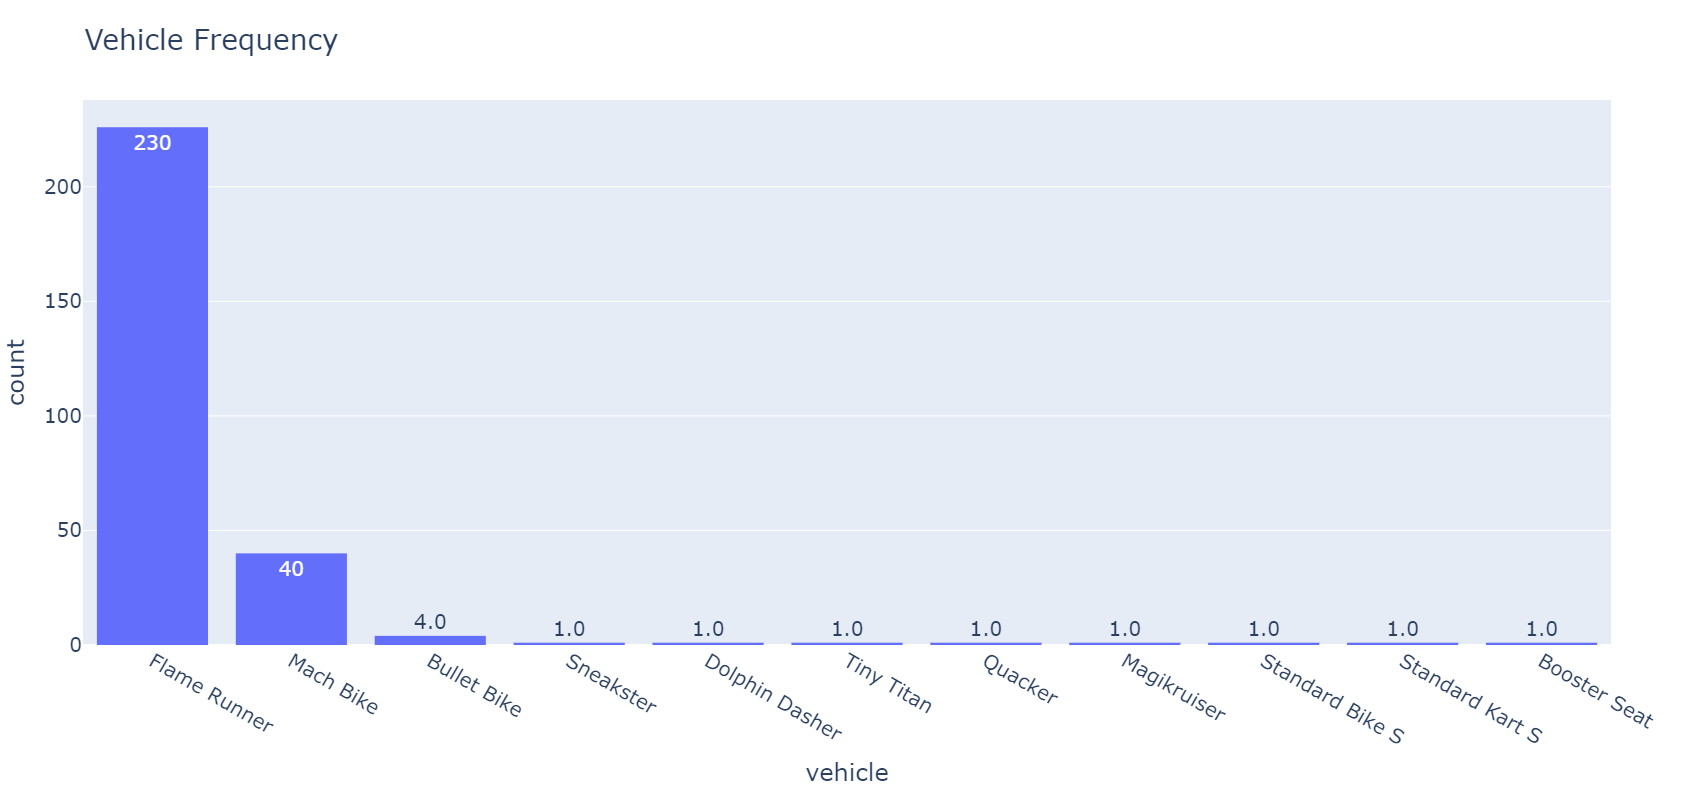 Vehicle Frequency
230
200
150
count
100
50
40
4.0
1.0
1.0
1.0
1.0
1.0
1.0
1.0
1.0
0
Flame Runner
Mach Bike
Bullet Bike
Sneakster
Dolphin Dasher
Tiny Titan
Quacker
Magikruiser
Standard Bike S
Standard Kart S
Booster Seat
vehicle